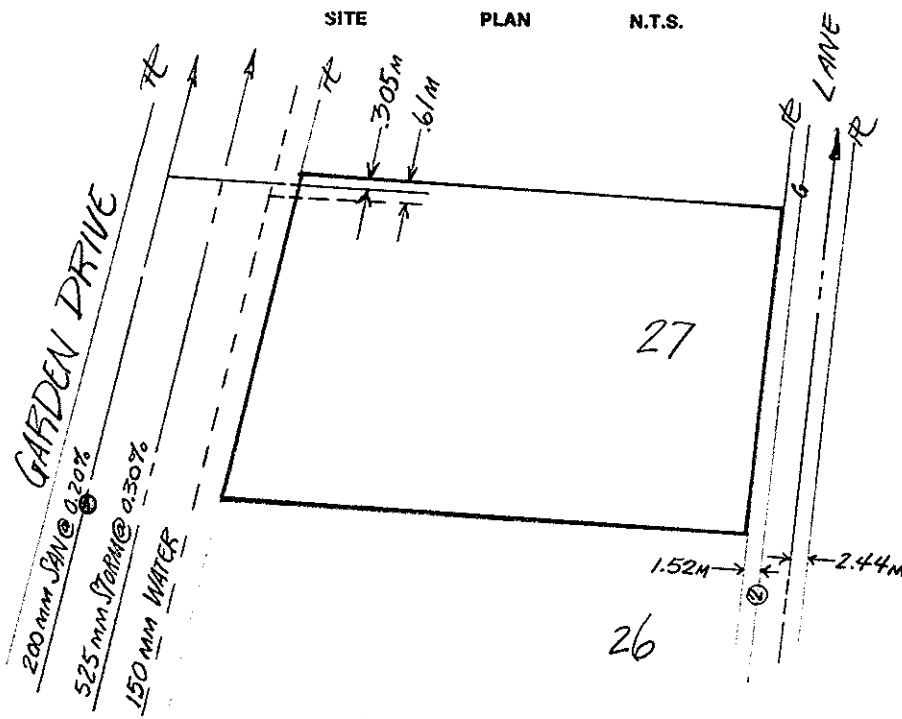 SITE PLAN N.T.S.
LANE
.305M
.61M
GARDEN DRIVE
G
27
200 MM SAN @ 0.20%
525 MM STORM @ 0.30%
150 MM WATER
1.52M
2.44M
26